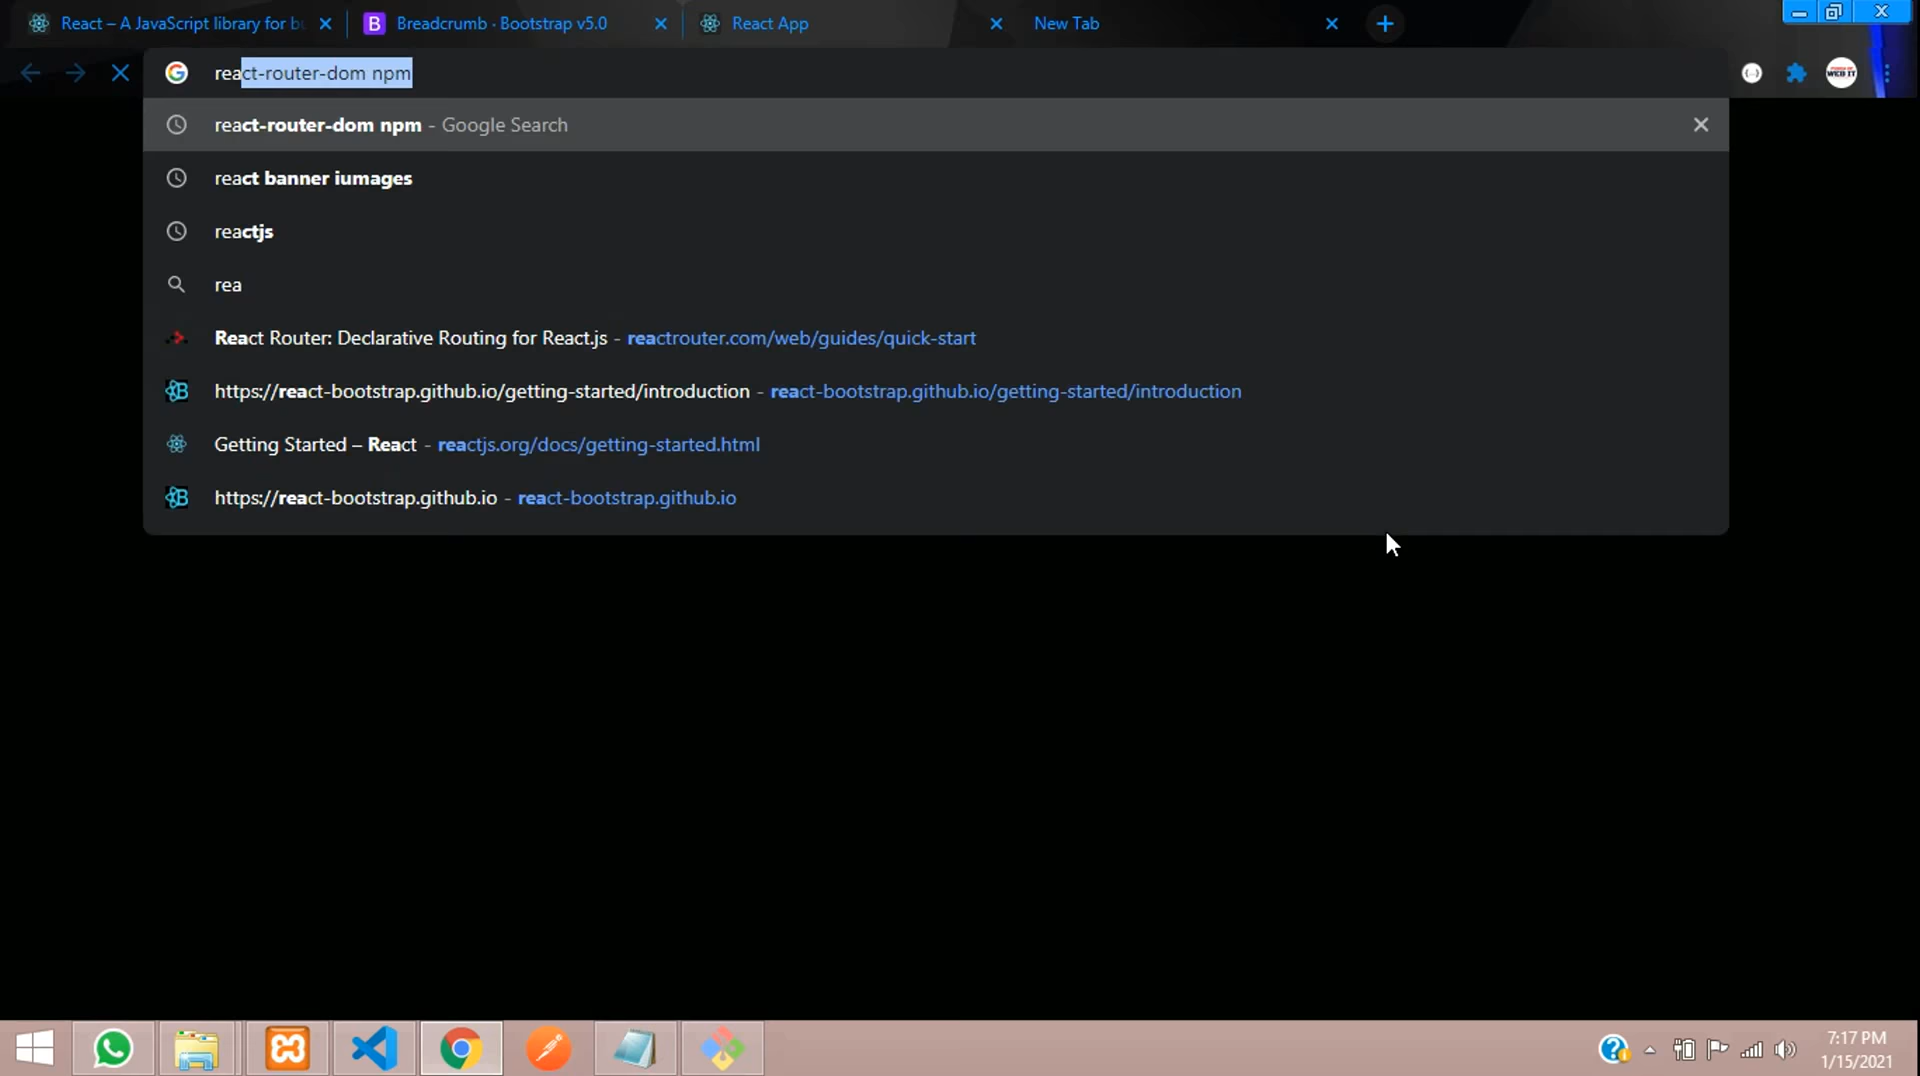 React – A JavaScript library for bu
Breadcrumb · Bootstrap v5.0
React App
New Tab
react-router-dom npm
react-router-dom npm - Google Search
react banner iumages
reactjs
rea
React Router: Declarative Routing for React.js - reactrouter.com/web/guides/quick-start
https://react-bootstrap.github.io/getting-started/introduction - react-bootstrap.github.io/getting-started/introduction
Getting Started – React - reactjs.org/docs/getting-started.html
https://react-bootstrap.github.io - react-bootstrap.github.io
7:17 PM
1/15/2021